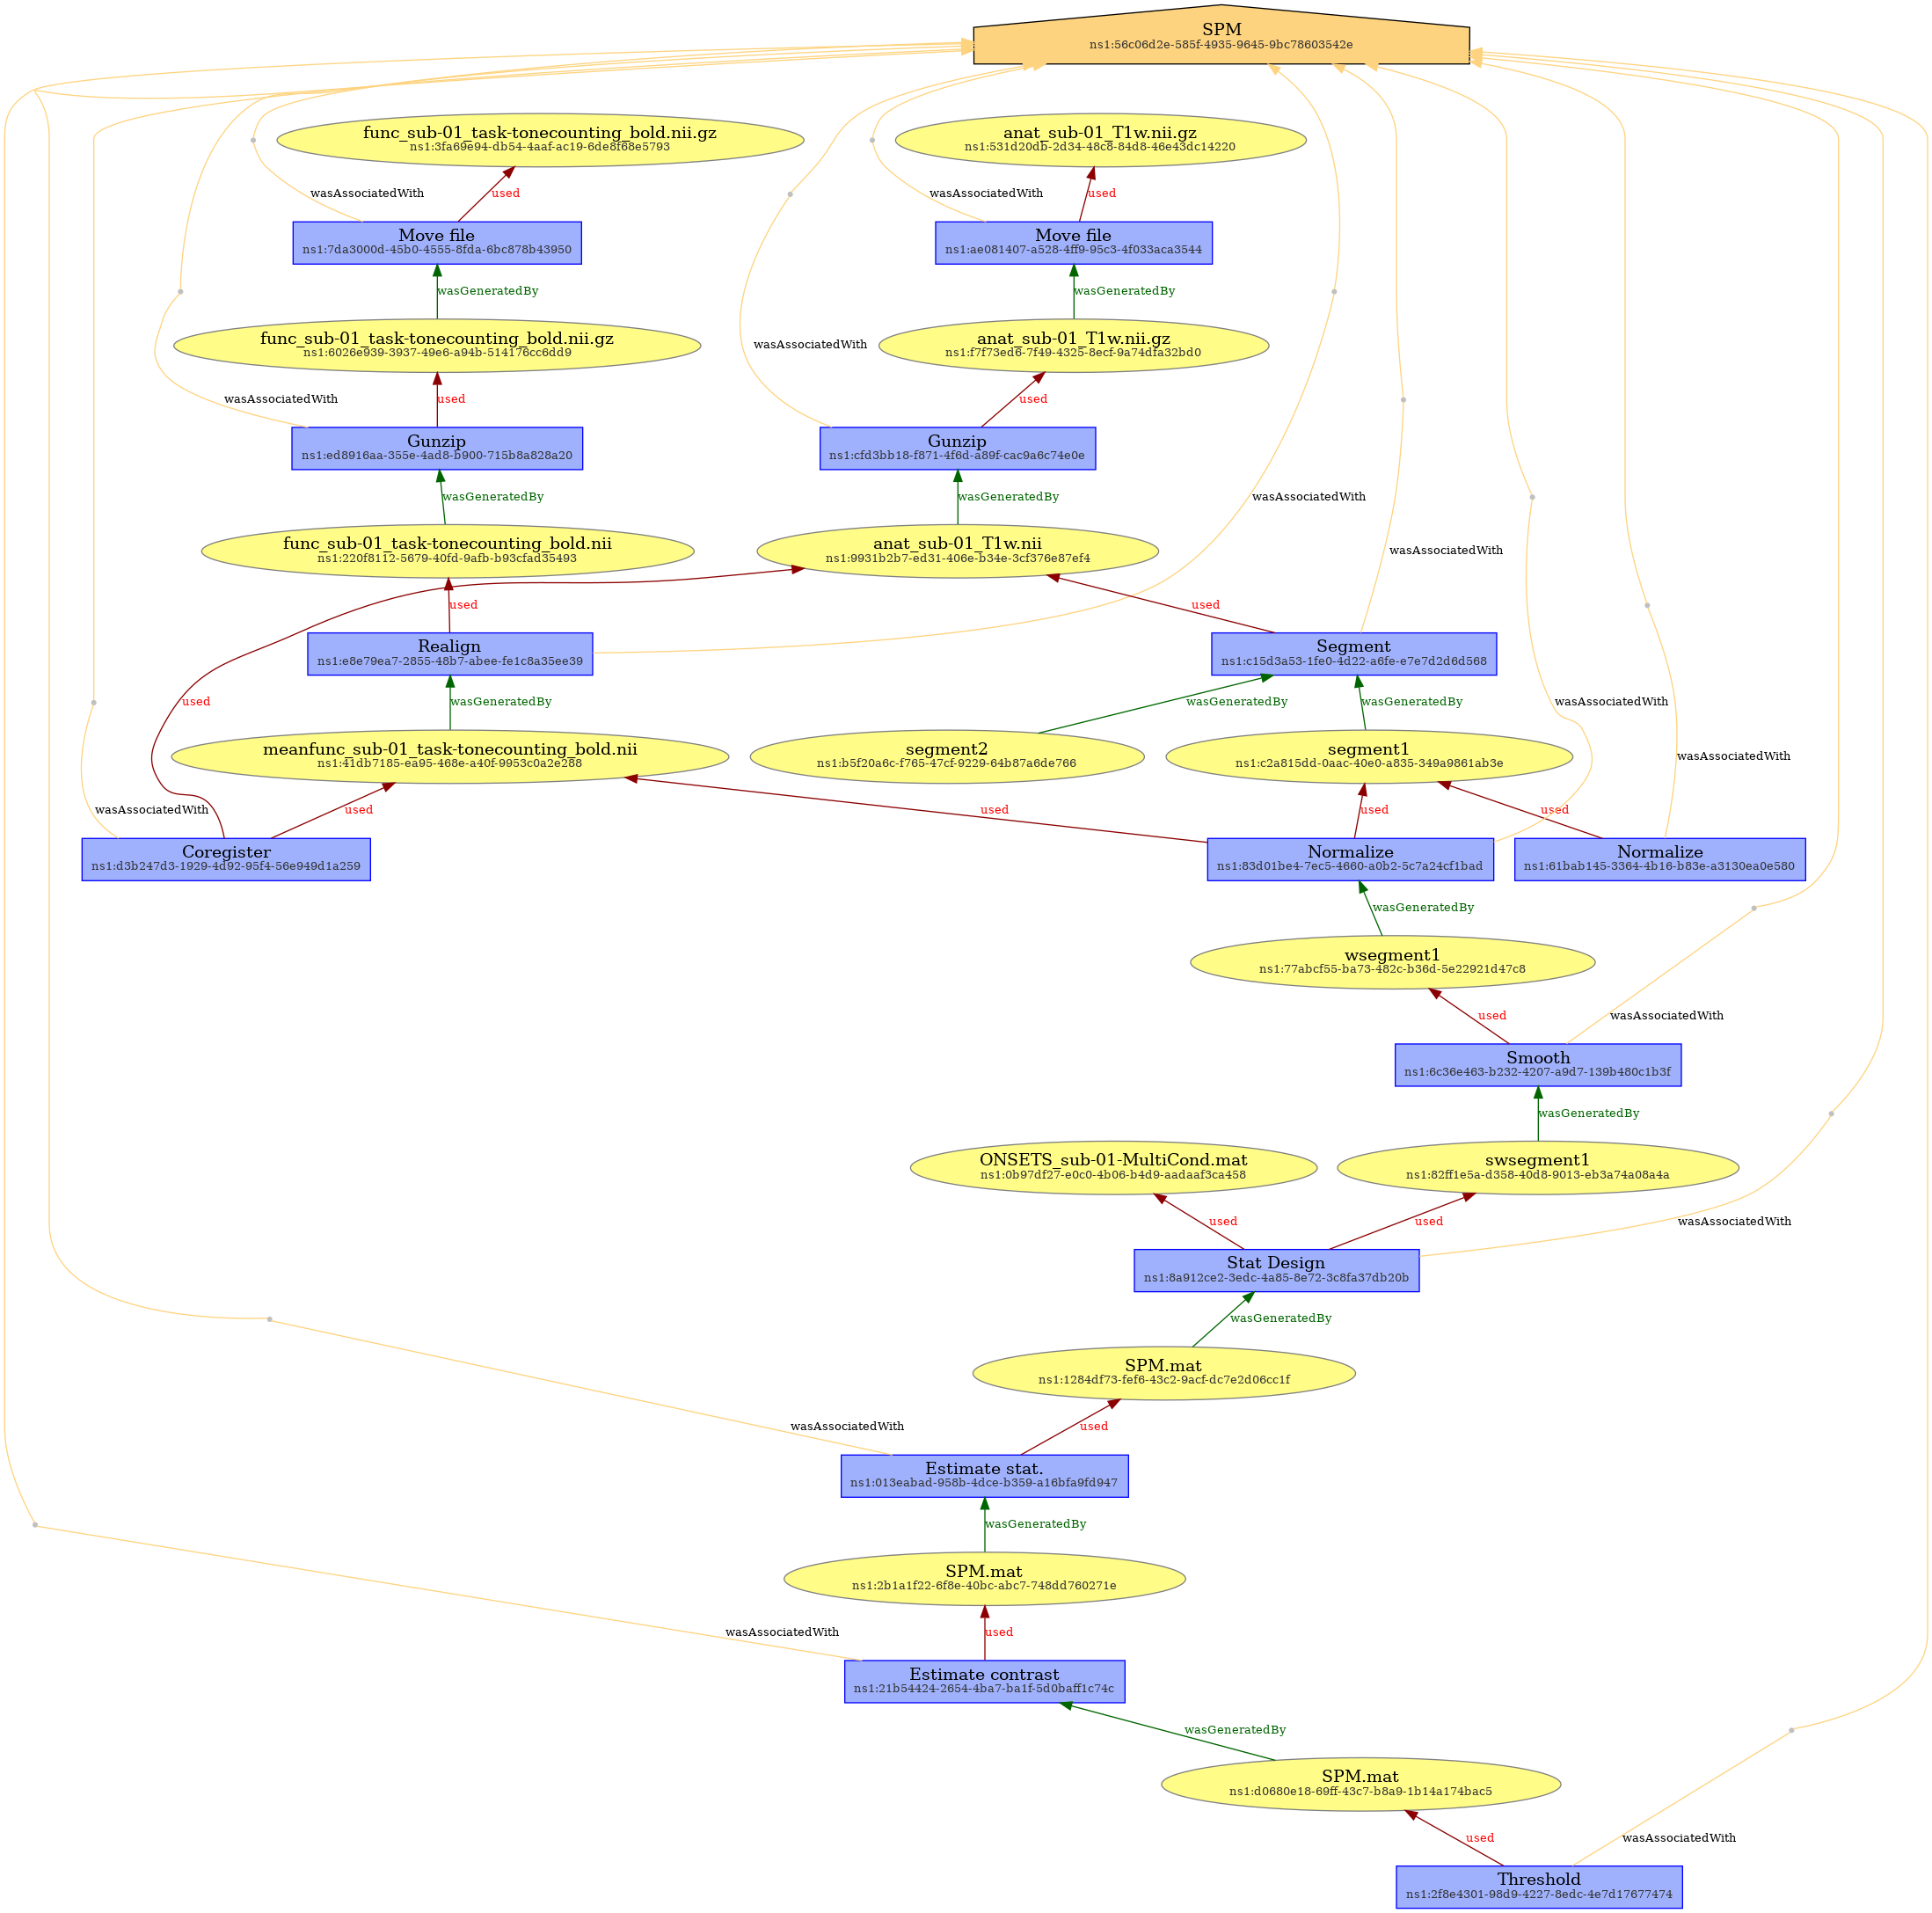 SPM
ns1:56c06d2e-585f-4935-9645-9bc78603542e
func_sub-01_task-tonecounting_bold.nii.gz
ns1:3fa69e94-db54-4aaf-ac19-6de8f68e5793
anat_sub-01_T1w.nii.gz
ns1:531d20db-2d34-48c8-84d8-46e43dc14220
wasAssociatedWith
used
wasAssociatedWith
used
Move file
ns1:7da3000d-45b0-4555-8fda-6bc878b43950
Move file
ns1:ae081407-a528-4ff9-95c3-4f033aca3544
wasGeneratedBy
wasGeneratedBy
func_sub-01_task-tonecounting_bold.nii.gz
ns1:6026e939-3937-49e6-a94b-514176cc6dd9
anat_sub-01_T1w.nii.gz
ns1:f7f73ed6-7f49-4325-8ecf-9a74dfa32bd0
wasAssociatedWith
used
wasAssociatedWith
used
Gunzip
ns1:ed8916aa-355e-4ad8-b900-715b8a828a20
Gunzip
ns1:cfd3bb18-f871-4f6d-a89f-cac9a6c74e0e
wasGeneratedBy
wasGeneratedBy
wasAssociatedWith
func_sub-01_task-tonecounting_bold.nii
ns1:220f8112-5679-40fd-9afb-b93cfad35493
anat_sub-01_T1w.nii
ns1:9931b2b7-ed31-406e-b34e-3cf376e87ef4
wasAssociatedWith
used
used
Realign
ns1:e8e79ea7-2855-48b7-abee-fe1c8a35ee39
Segment
ns1:c15d3a53-1fe0-4d22-a6fe-e7e7d2d6d568
used
wasGeneratedBy
wasGeneratedBy
wasGeneratedBy
wasAssociatedWith
meanfunc_sub-01_task-tonecounting_bold.nii
ns1:41db7185-ea95-468e-a40f-9953c0a2e288
segment2
ns1:b5f20a6c-f765-47cf-9229-64b87a6de766
segment1
ns1:c2a815dd-0aac-40e0-a835-349a9861ab3e
wasAssociatedWith
wasAssociatedWith
used
used
used
used
Coregister
ns1:d3b247d3-1929-4d92-95f4-56e949d1a259
Normalize
ns1:83d01be4-7ec5-4660-a0b2-5c7a24cf1bad
Normalize
ns1:61bab145-3364-4b16-b83e-a3130ea0e580
wasGeneratedBy
wsegment1
ns1:77abcf55-ba73-482c-b36d-5e22921d47c8
used
wasAssociatedWith
Smooth
ns1:6c36e463-b232-4207-a9d7-139b480c1b3f
wasGeneratedBy
ONSETS_sub-01-MultiCond.mat
ns1:0b97df27-e0c0-4b06-b4d9-aadaaf3ca458
swsegment1
ns1:82ff1e5a-d358-40d8-9013-eb3a74a08a4a
used
used
wasAssociatedWith
Stat Design
ns1:8a912ce2-3edc-4a85-8e72-3c8fa37db20b
wasGeneratedBy
SPM.mat
ns1:1284df73-fef6-43c2-9acf-dc7e2d06cc1f
wasAssociatedWith
used
Estimate stat.
ns1:013eabad-958b-4dce-b359-a16bfa9fd947
wasGeneratedBy
SPM.mat
ns1:2b1a1f22-6f8e-40bc-abc7-748dd760271e
wasAssociatedWith
used
Estimate contrast
ns1:21b54424-2654-4ba7-ba1f-5d0baff1c74c
wasGeneratedBy
SPM.mat
ns1:d0680e18-69ff-43c7-b8a9-1b14a174bac5
used
wasAssociatedWith
Threshold
ns1:2f8e4301-98d9-4227-8edc-4e7d17677474